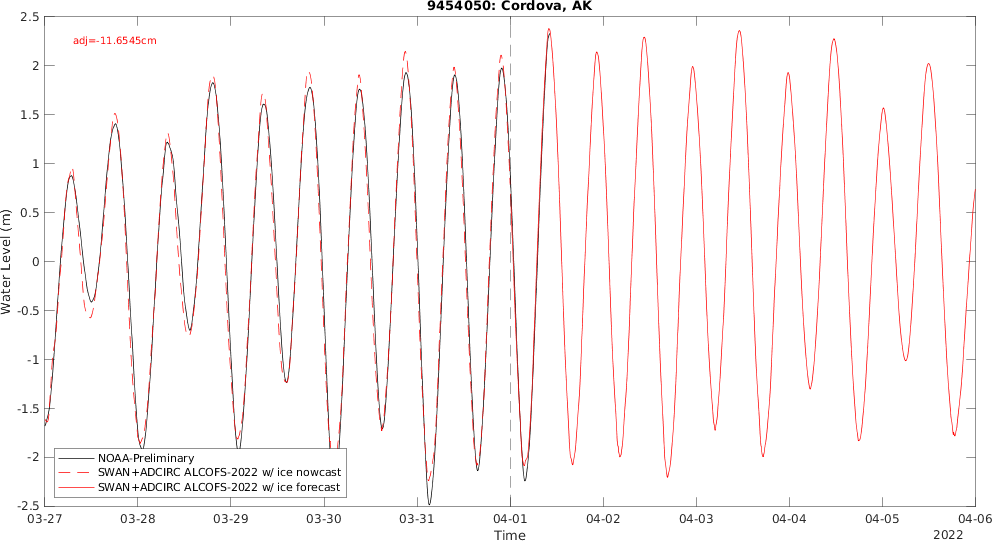 9454050: Cordova, AK
adj=-11.6545cm
Water Level (m)
2.5
2
1.5
1
0.5
0
-0.5
-1
-1.5
-2
-2.5
NOAA-Preliminary
SWAN+ADCIRC ALCOFS-2022 w/ ice nowcast
SWAN+ADCIRC ALCOFS-2022 w/ ice forecast
03-27 03-28 03-29 03-30 03-31 04-01 04-02 04-03 04-04 04-05 04-06
Time
2022